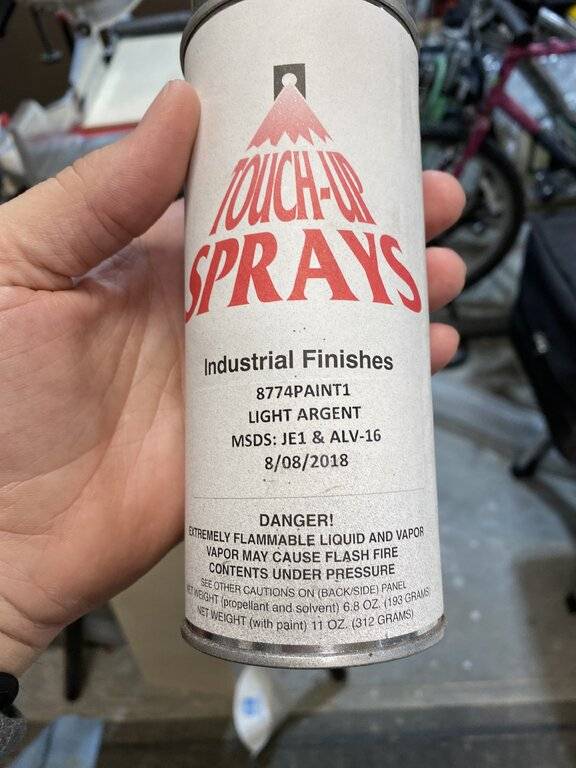 TOUCH-UP
SPRAYS
Industrial Finishes
8774PAINT1
LIGHT ARGENT
MSDS: JE1 & ALV-16
8/08/2018
DANGER!
EXTREMELY FLAMMABLE LIQUID AND VAPOR
VAPOR MAY CAUSE FLASH FIRE
CONTENTS UNDER PRESSURE
SEE OTHER CAUTIONS ON (BACK/SIDE) PANEL
NET WEIGHT (propellant and solvent) 6.8 OZ. (193 GRAMS)
NET WEIGHT (with paint) 11 OZ. (312 GRAMS)